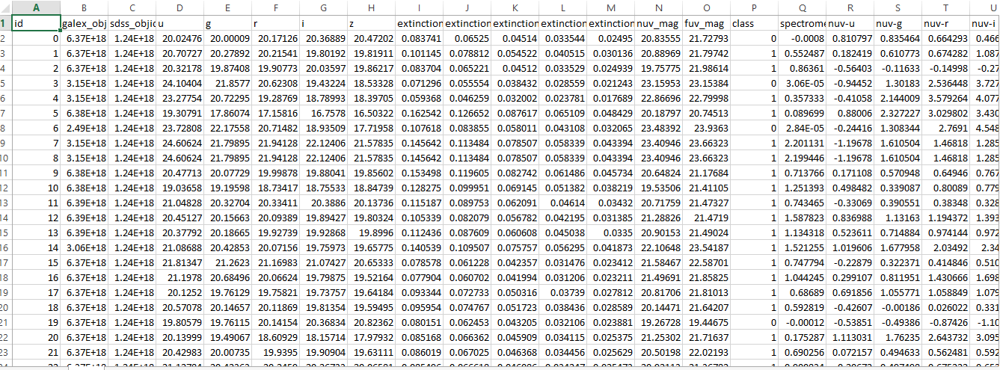 A B C D E F G H I J K L M N O P Q R S T U
1 id galex_obj sdss_objid u g r i z extinction extinction extinction extinction extinction nuv_mag fuv_mag class spectrome nuv-u nuv-g nuv-r nuv-i
2 0 6.37E+18 1.24E+18 20.02476 20.00009 20.17126 20.36889 20.47202 0.083741 0.06525 0.04514 0.033544 0.02495 20.83555 21.72793 0 -0.0008 0.810797 0.835464 0.664293 0.466
3 1 6.37E+18 1.24E+18 20.70727 20.27892 20.21541 19.80192 19.81911 0.101145 0.078812 0.054522 0.040515 0.030136 20.88969 21.79742 1 0.552487 0.182419 0.610773 0.674282 1.087
4 2 6.37E+18 1.24E+18 20.32178 19.87408 19.90773 20.03597 19.86217 0.083704 0.065221 0.04512 0.033529 0.024939 19.75775 21.98614 1 0.86361 -0.56403 -0.11633 -0.14998 -0.27
5 3 3.15E+18 1.24E+18 24.10404 21.8577 20.62308 19.43224 18.53328 0.071296 0.055554 0.038432 0.028559 0.021243 23.15953 23.15384 0 3.06E-05 -0.94452 1.30183 2.536448 3.727
6 4 3.15E+18 1.24E+18 23.27754 20.72295 19.28769 18.78993 18.39705 0.059368 0.046259 0.032002 0.023781 0.017689 22.86696 22.79998 1 0.357333 -0.41058 2.144009 3.579264 4.077
7 5 6.38E+18 1.24E+18 19.30791 17.86074 17.15816 16.7578 16.50322 0.162542 0.126652 0.087617 0.065109 0.048429 20.18797 20.74513 1 0.089699 0.88006 2.327227 3.029802 3.430
8 6 2.49E+18 1.24E+18 23.72808 22.17558 20.71482 18.93509 17.71958 0.107618 0.083855 0.058011 0.043108 0.032065 23.48392 23.9363 0 2.84E-05 -0.24416 1.308344 2.7691 4.548
9 7 3.15E+18 1.24E+18 24.60624 21.79895 21.94128 22.12406 21.57835 0.145642 0.113484 0.078507 0.058339 0.043394 23.40946 23.66323 1 2.201131 -1.19678 1.610504 1.46818 1.285
10 8 3.15E+18 1.24E+18 24.60624 21.79895 21.94128 22.12406 21.57835 0.145642 0.113484 0.078507 0.058339 0.043394 23.40946 23.66323 1 2.199446 -1.19678 1.610504 1.46818 1.285
11 9 6.38E+18 1.24E+18 20.47713 20.07729 19.99878 19.88041 19.85602 0.153498 0.119605 0.082742 0.061486 0.045734 20.64824 21.17684 1 0.713766 0.171108 0.570948 0.64946 0.767
12 10 6.38E+18 1.24E+18 19.03658 19.19598 18.73417 18.75533 18.84739 0.128275 0.099951 0.069145 0.051382 0.038219 19.53506 21.41105 1 1.251393 0.498482 0.339087 0.80089 0.779
13 11 6.39E+18 1.24E+18 21.04828 20.32704 20.33411 20.3886 20.13736 0.115187 0.089753 0.062091 0.04614 0.03432 20.71759 21.47327 1 0.743465 -0.33069 0.390551 0.38348 0.328
14 12 6.39E+18 1.24E+18 20.45127 20.15663 20.09389 19.89427 19.80324 0.105339 0.082079 0.056782 0.042195 0.031385 21.28826 21.4719 1 1.587823 0.836988 1.13163 1.194372 1.393
15 13 6.39E+18 1.24E+18 20.37792 20.18665 19.92739 19.92868 19.8996 0.112436 0.087609 0.060608 0.045038 0.0335 20.90153 21.49024 1 1.134318 0.523611 0.714884 0.974144 0.972
16 14 3.06E+18 1.24E+18 21.08688 20.42853 20.07156 19.75973 19.65775 0.140539 0.109507 0.075757 0.056295 0.041873 22.10648 23.54187 1 1.521255 1.019606 1.677958 2.03492 2.34
17 15 6.37E+18 1.24E+18 21.81347 21.2623 21.16983 21.07427 20.65333 0.078578 0.061228 0.042357 0.031476 0.023412 21.58467 22.58701 1 0.747794 -0.22879 0.322371 0.414846 0.510
18 16 6.37E+18 1.24E+18 21.1978 20.68496 20.06624 19.79875 19.52164 0.077904 0.060702 0.041994 0.031206 0.023211 21.49691 21.85825 1 1.044245 0.299107 0.811951 1.430666 1.698
19 17 6.37E+18 1.24E+18 20.1252 19.76129 19.75821 19.73757 19.64184 0.093344 0.072733 0.050316 0.03739 0.027812 20.81706 21.81013 1 0.68689 0.691856 1.055771 1.058849 1.079
20 18 6.37E+18 1.24E+18 20.57078 20.14657 20.11869 19.81354 19.59495 0.095954 0.074767 0.051723 0.038436 0.028589 20.14471 21.64207 1 0.592819 -0.42607 -0.00186 0.026022 0.331
21 19 6.37E+18 1.24E+18 19.80579 19.76115 20.14154 20.36834 20.82362 0.080151 0.062453 0.043205 0.032106 0.023881 19.26728 19.44675 0 -0.00012 -0.53851 -0.49386 -0.87426 -1.10
22 20 6.37E+18 1.24E+18 20.13999 19.49067 18.60929 18.15714 17.97932 0.085168 0.066362 0.045909 0.034115 0.025375 21.25302 21.71637 1 0.175287 1.113031 1.76235 2.643732 3.095
23 21 6.37E+18 1.24E+18 20.42983 20.00735 19.9395 19.90904 19.63111 0.086019 0.067025 0.046368 0.034456 0.025629 20.50198 22.02193 1 0.690256 0.072157 0.494633 0.562481 0.592